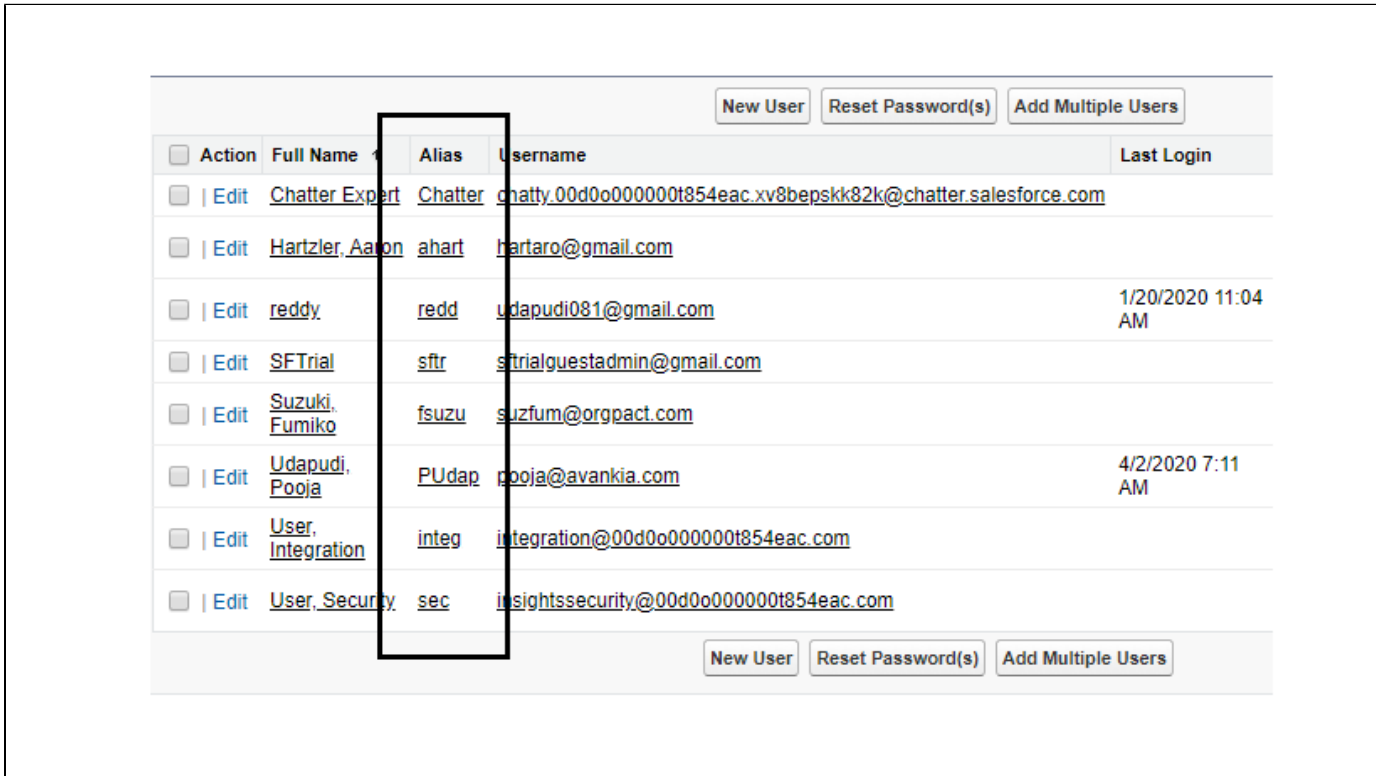 New User Reset Password(s) Add Multiple Users
Action Full Name ↑ Alias Username Last Login
| Edit Chatter Expert Chatter chatty.00d0o000000t854eac.xv8bepskk82k@chatter.salesforce.com
| Edit Hartzler, Aaron ahart hartaro@gmail.com
| Edit reddy redd udapudi081@gmail.com 1/20/2020 11:04
AM
| Edit SFTrial sftr sftrialguestadmin@gmail.com
| Edit Suzuki,
Fumiko fsuzu suzfum@orgpact.com
| Edit Udapudi,
Pooja PUdap pooja@avankia.com 4/2/2020 7:11
AM
| Edit User,
Integration integ integration@00d0o000000t854eac.com
| Edit User, Security sec insightssecurity@00d0o000000t854eac.com
New User Reset Password(s) Add Multiple Users